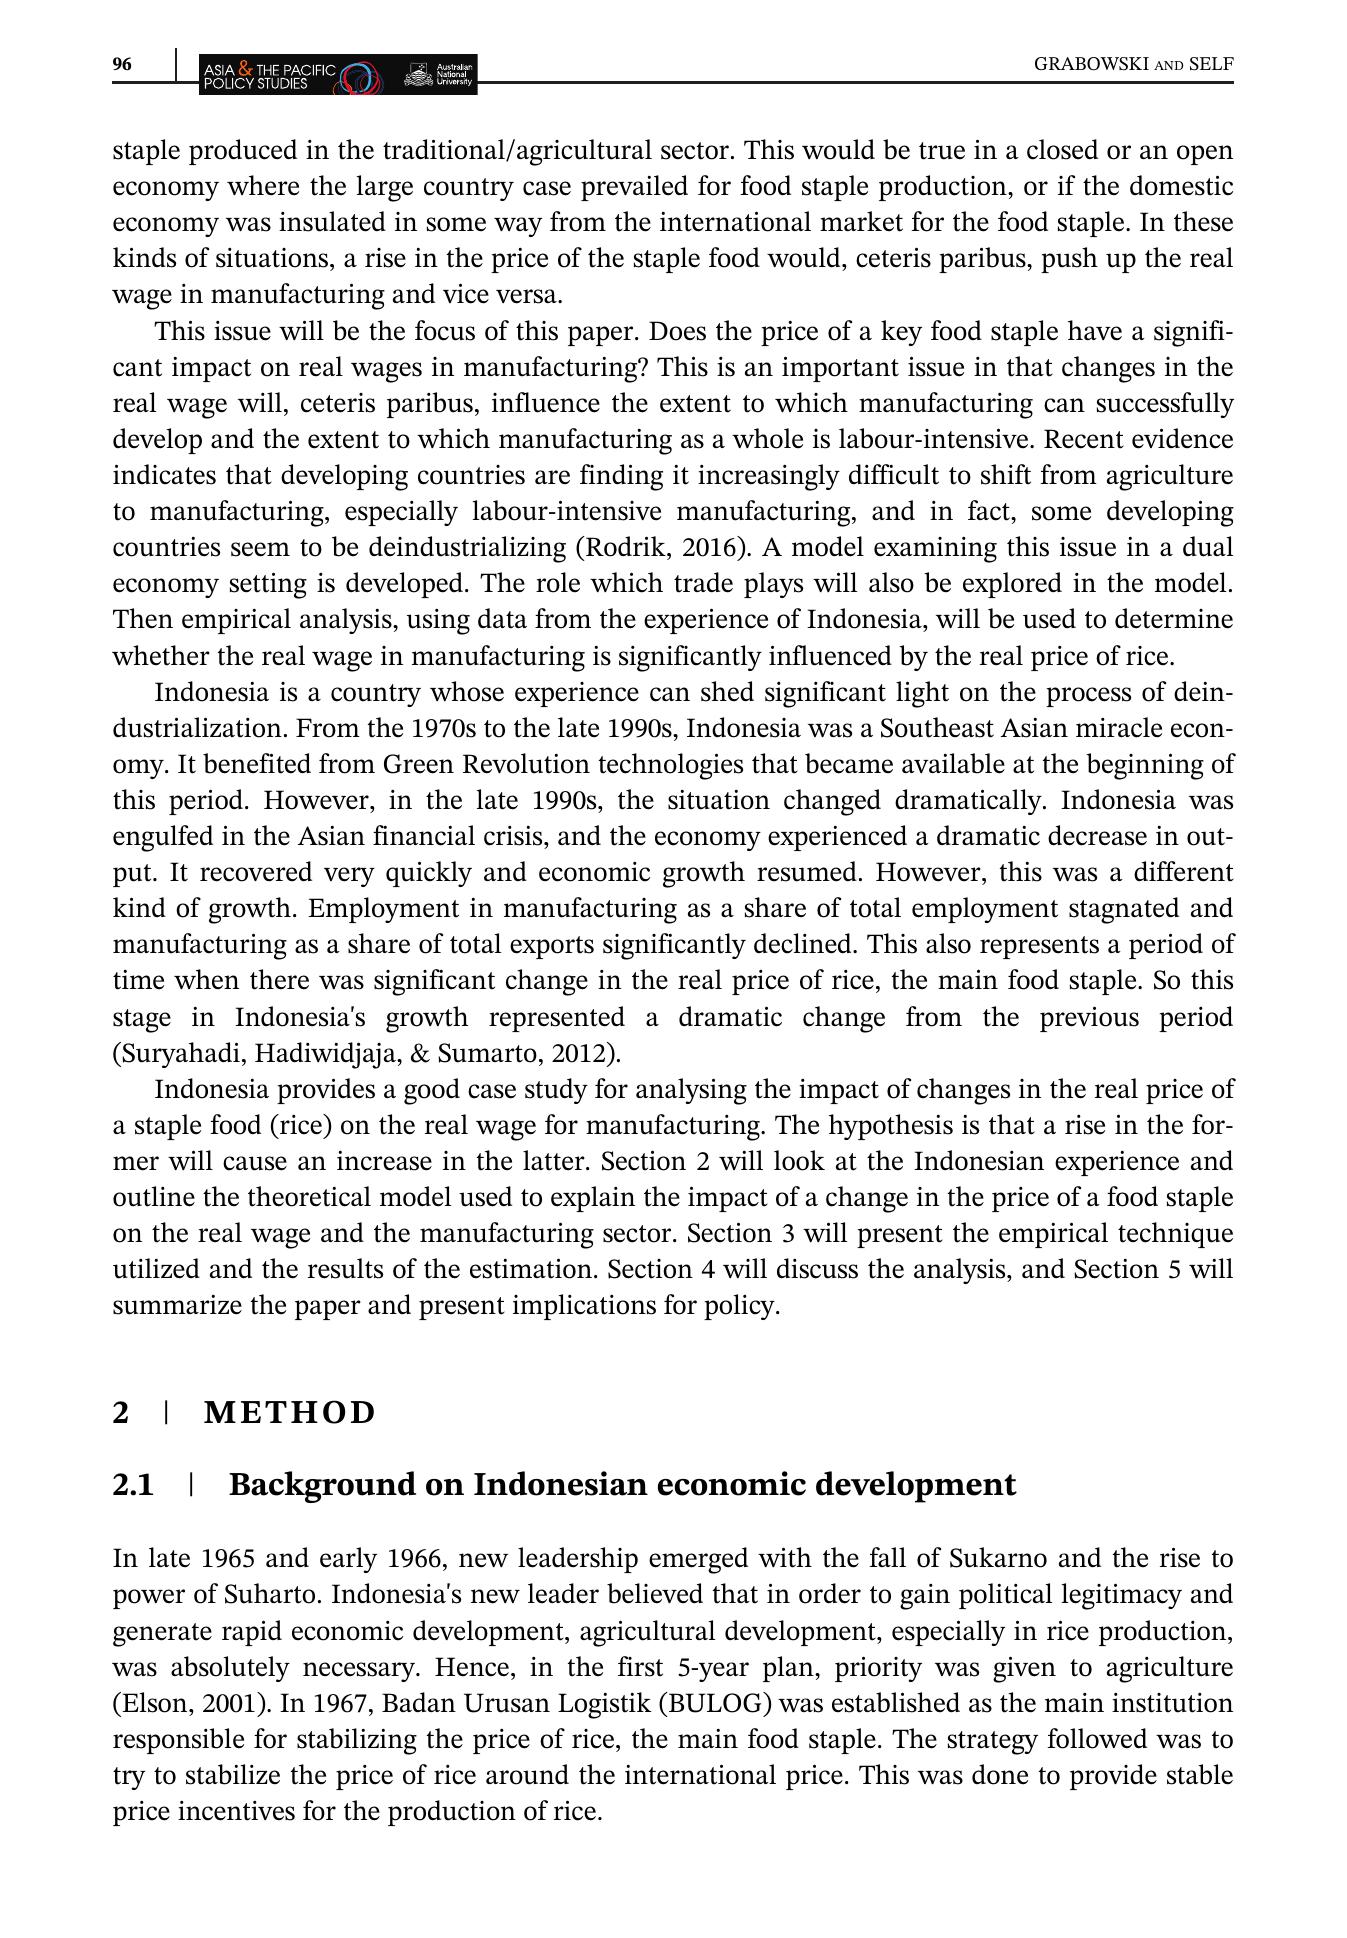 96
ASIA & THE PACIFIC
POLICY STUDIES
Australian
National
University
GRABOWSKI AND SELF
staple produced in the traditional/agricultural sector. This would be true in a closed or an open
economy where the large country case prevailed for food staple production, or if the domestic
economy was insulated in some way from the international market for the food staple. In these
kinds of situations, a rise in the price of the staple food would, ceteris paribus, push up the real
wage in manufacturing and vice versa.
This issue will be the focus of this paper. Does the price of a key food staple have a signifi-
cant impact on real wages in manufacturing? This is an important issue in that changes in the
real wage will, ceteris paribus, influence the extent to which manufacturing can successfully
develop and the extent to which manufacturing as a whole is labour-intensive. Recent evidence
indicates that developing countries are finding it increasingly difficult to shift from agriculture
to manufacturing, especially labour-intensive manufacturing, and in fact, some developing
countries seem to be deindustrializing (Rodrik, 2016). A model examining this issue in a dual
economy setting is developed. The role which trade plays will also be explored in the model.
Then empirical analysis, using data from the experience of Indonesia, will be used to determine
whether the real wage in manufacturing is significantly influenced by the real price of rice.
Indonesia is a country whose experience can shed significant light on the process of dein-
dustrialization. From the 1970s to the late 1990s, Indonesia was a Southeast Asian miracle econ-
omy. It benefited from Green Revolution technologies that became available at the beginning of
this period. However, in the late 1990s, the situation changed dramatically. Indonesia was
engulfed in the Asian financial crisis, and the economy experienced a dramatic decrease in out-
put. It recovered very quickly and economic growth resumed. However, this was a different
kind of growth. Employment in manufacturing as a share of total employment stagnated and
manufacturing as a share of total exports significantly declined. This also represents a period of
time when there was significant change in the real price of rice, the main food staple. So this
stage in Indonesia's growth represented a dramatic change from the previous period
(Suryahadi, Hadiwidjaja, & Sumarto, 2012).
Indonesia provides a good case study for analysing the impact of changes in the real price of
a staple food (rice) on the real wage for manufacturing. The hypothesis is that a rise in the for-
mer will cause an increase in the latter. Section 2 will look at the Indonesian experience and
outline the theoretical model used to explain the impact of a change in the price of a food staple
on the real wage and the manufacturing sector. Section 3 will present the empirical technique
utilized and the results of the estimation. Section 4 will discuss the analysis, and Section 5 will
summarize the paper and present implications for policy.
2 | METHOD
2.1 | Background on Indonesian economic development
In late 1965 and early 1966, new leadership emerged with the fall of Sukarno and the rise to
power of Suharto. Indonesia's new leader believed that in order to gain political legitimacy and
generate rapid economic development, agricultural development, especially in rice production,
was absolutely necessary. Hence, in the first 5-year plan, priority was given to agriculture
(Elson, 2001). In 1967, Badan Urusan Logistik (BULOG) was established as the main institution
responsible for stabilizing the price of rice, the main food staple. The strategy followed was to
try to stabilize the price of rice around the international price. This was done to provide stable
price incentives for the production of rice.